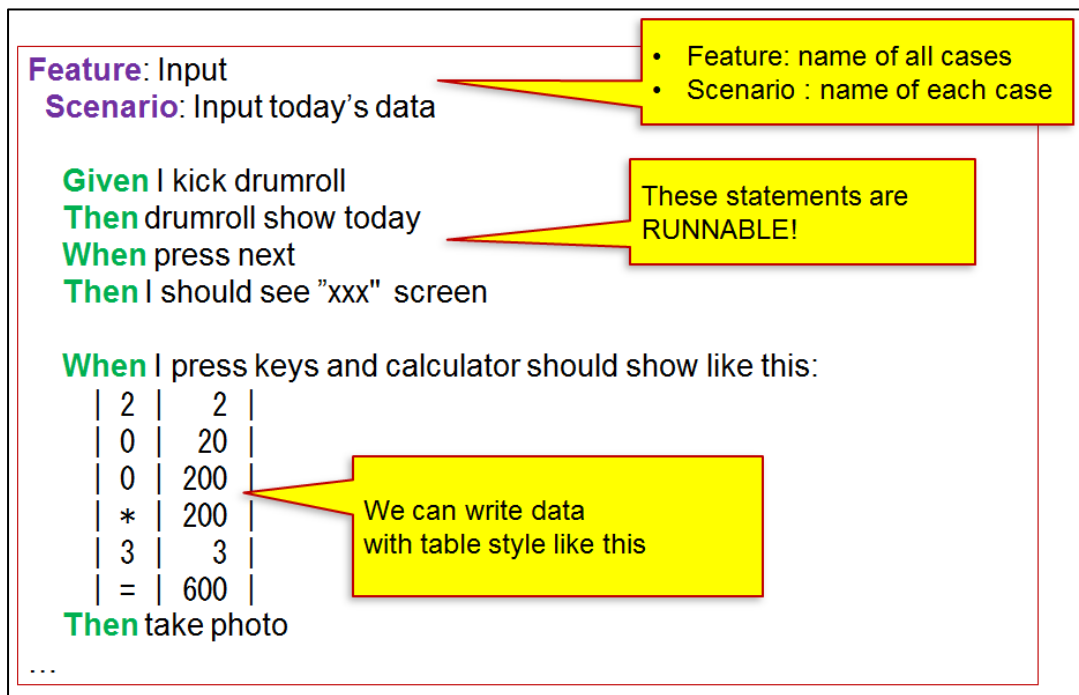 Feature: Input
Scenario: Input today's data
• Feature: name of all cases
• Scenario : name of each case
Given I kick drumroll
Then drumroll show today
When press next
Then I should see ”xxx" screen
These statements are
RUNNABLE!
When I press keys and calculator should show like this:
| 2 | 2 |
| 0 | 20 |
| 0 | 200 |
| * | 200 |
| 3 | 3 |
| = | 600 |
We can write data
with table style like this
Then take photo
...